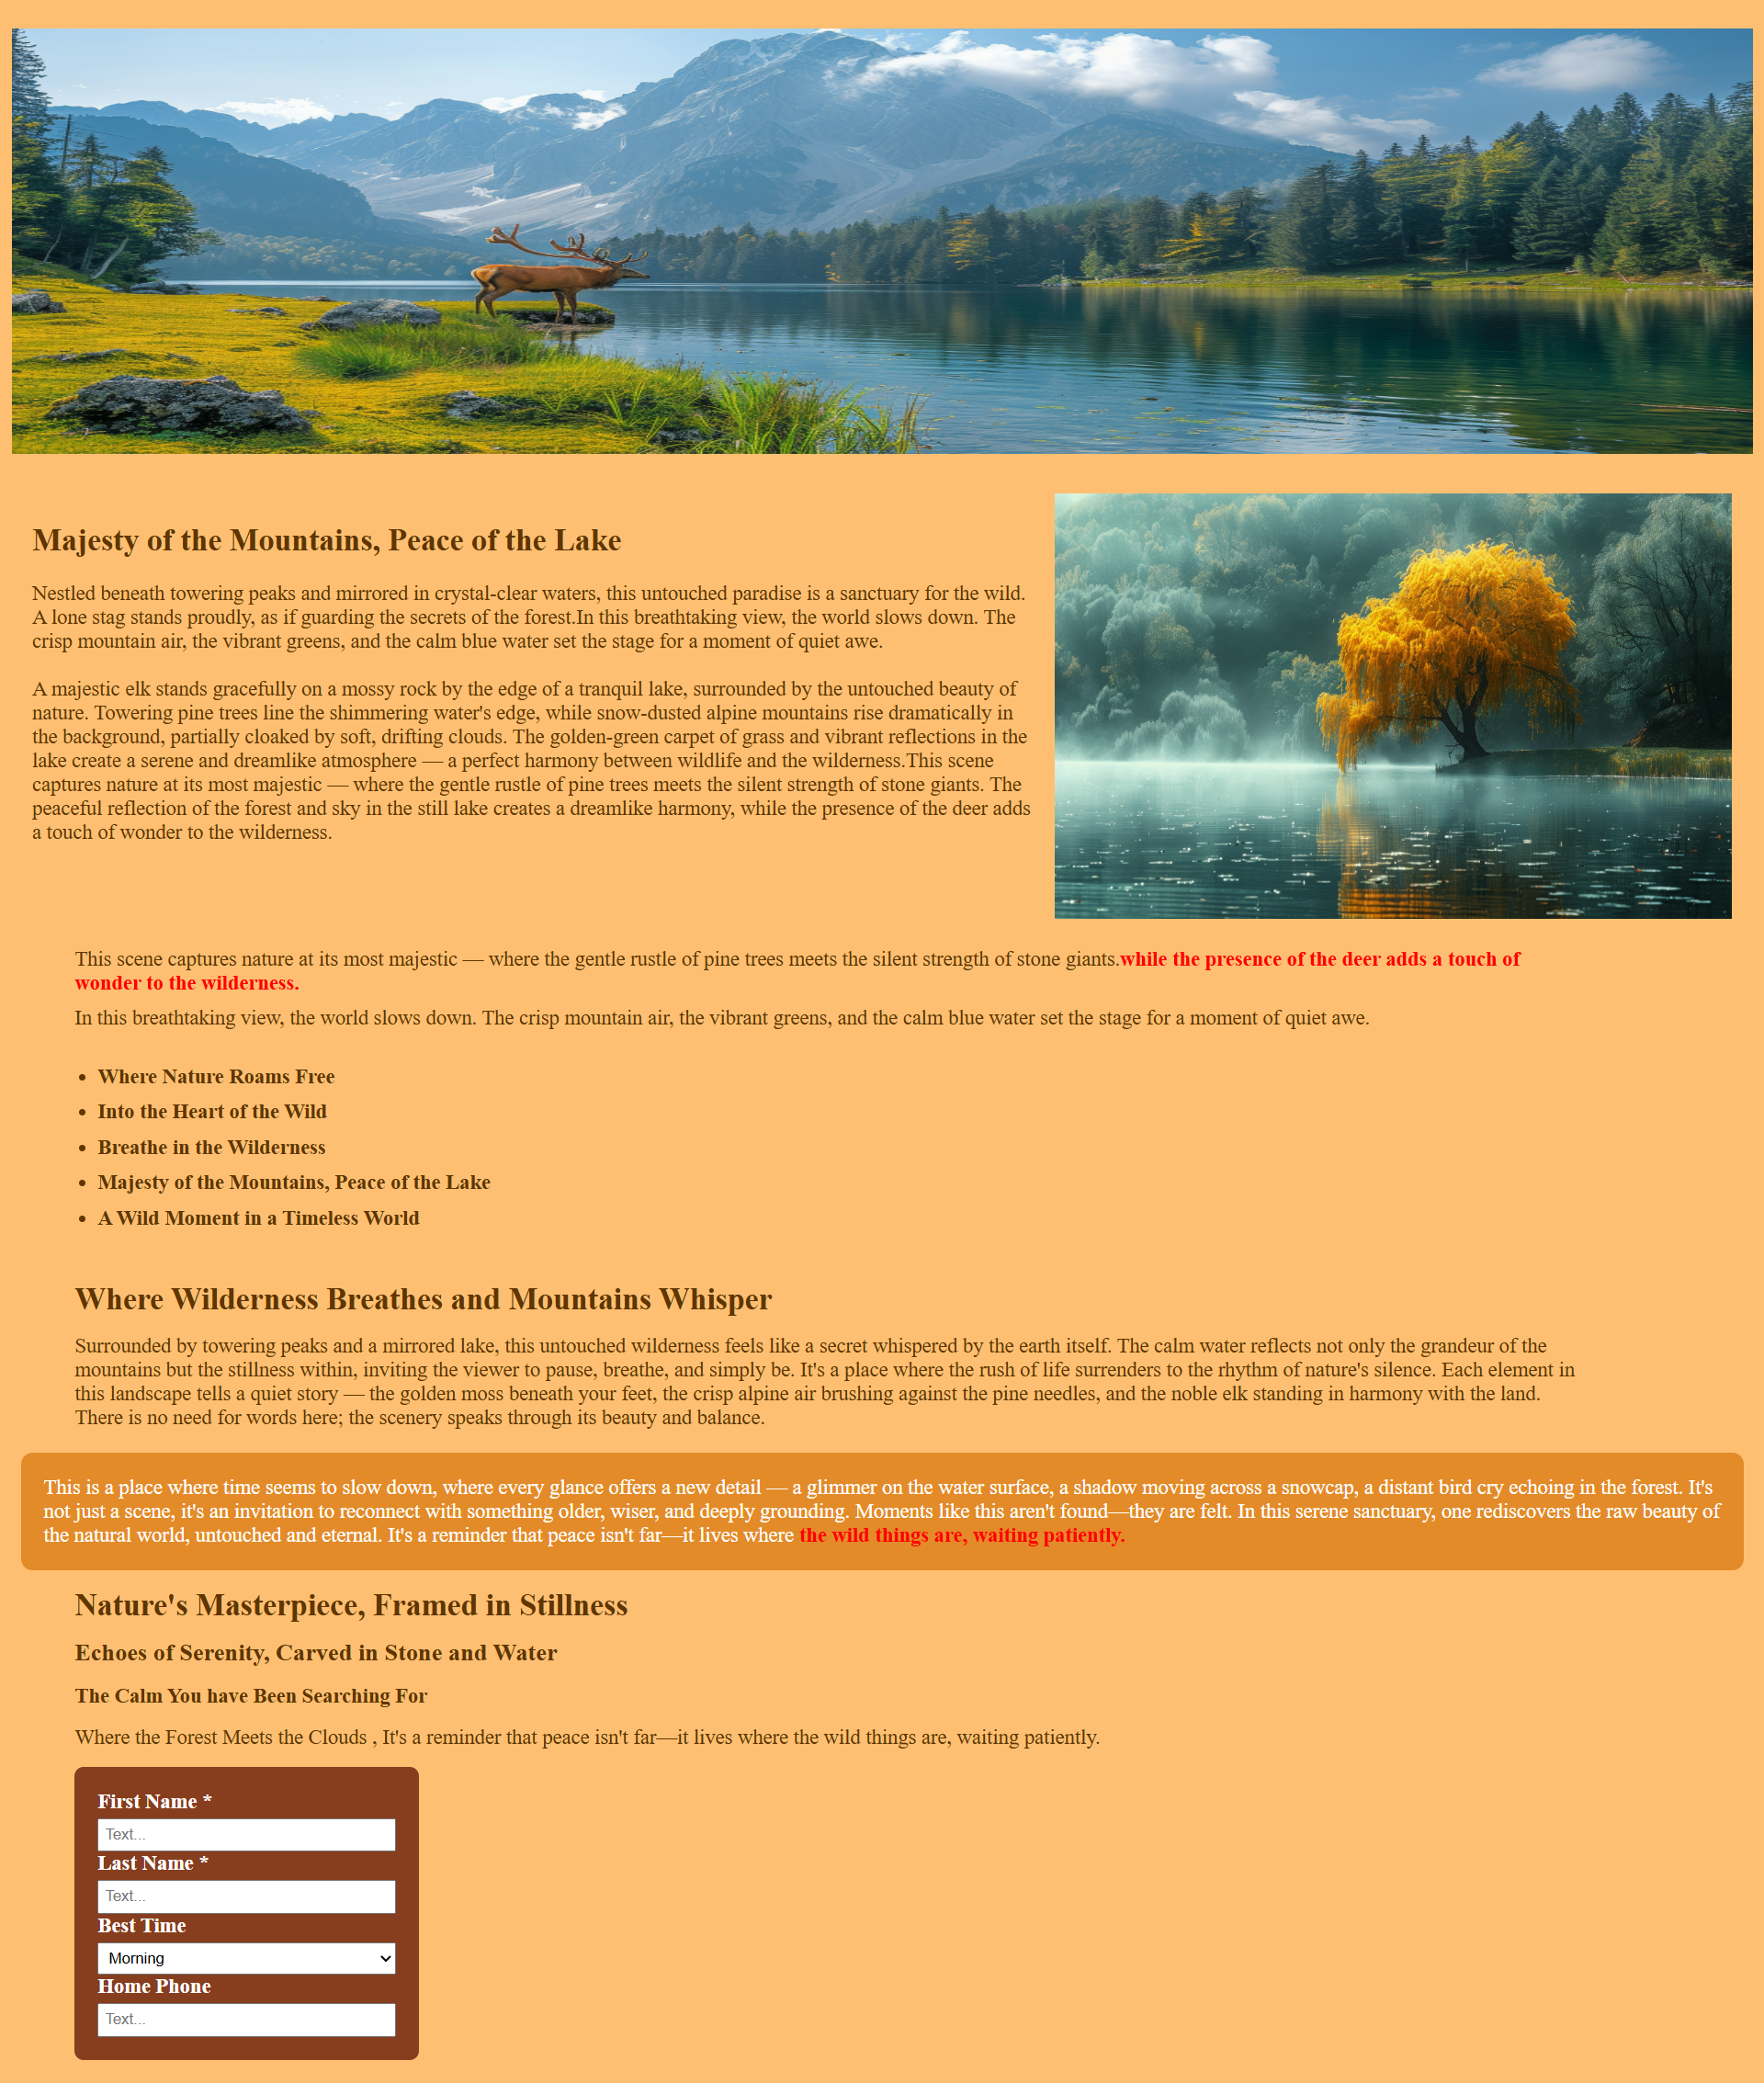 Majesty of the Mountains, Peace of the Lake
Nestled beneath towering peaks and mirrored in crystal-clear waters, this untouched paradise is a sanctuary for the wild.
A lone stag stands proudly, as if guarding the secrets of the forest.In this breathtaking view, the world slows down. The
crisp mountain air, the vibrant greens, and the calm blue water set the stage for a moment of quiet awe.
A majestic elk stands gracefully on a mossy rock by the edge of a tranquil lake, surrounded by the untouched beauty of
nature. Towering pine trees line the shimmering water's edge, while snow-dusted alpine mountains rise dramatically in
the background, partially cloaked by soft, drifting clouds. The golden-green carpet of grass and vibrant reflections in the
lake create a serene and dreamlike atmosphere — a perfect harmony between wildlife and the wilderness.This scene
captures nature at its most majestic — where the gentle rustle of pine trees meets the silent strength of stone giants. The
peaceful reflection of the forest and sky in the still lake creates a dreamlike harmony, while the presence of the deer adds
a touch of wonder to the wilderness.
This scene captures nature at its most majestic — where the gentle rustle of pine trees meets the silent strength of stone giants.while the presence of the deer adds a touch of
wonder to the wilderness.
In this breathtaking view, the world slows down. The crisp mountain air, the vibrant greens, and the calm blue water set the stage for a moment of quiet awe.
• Where Nature Roams Free
• Into the Heart of the Wild
• Breathe in the Wilderness
• Majesty of the Mountains, Peace of the Lake
• A Wild Moment in a Timeless World
Where Wilderness Breathes and Mountains Whisper
Surrounded by towering peaks and a mirrored lake, this untouched wilderness feels like a secret whispered by the earth itself. The calm water reflects not only the grandeur of the
mountains but the stillness within, inviting the viewer to pause, breathe, and simply be. It's a place where the rush of life surrenders to the rhythm of nature's silence. Each element in
this landscape tells a quiet story — the golden moss beneath your feet, the crisp alpine air brushing against the pine needles, and the noble elk standing in harmony with the land.
There is no need for words here; the scenery speaks through its beauty and balance.
This is a place where time seems to slow down, where every glance offers a new detail — a glimmer on the water surface, a shadow moving across a snowcap, a distant bird cry echoing in the forest. It's
not just a scene, it's an invitation to reconnect with something older, wiser, and deeply grounding. Moments like this aren't found—they are felt. In this serene sanctuary, one rediscovers the raw beauty of
the natural world, untouched and eternal. It's a reminder that peace isn't far—it lives where the wild things are, waiting patiently.
Nature's Masterpiece, Framed in Stillness
Echoes of Serenity, Carved in Stone and Water
The Calm You have Been Searching For
Where the Forest Meets the Clouds , It's a reminder that peace isn't far—it lives where the wild things are, waiting patiently.
First Name *
Text...
Last Name *
Text...
Best Time
Morning
Home Phone
Text...